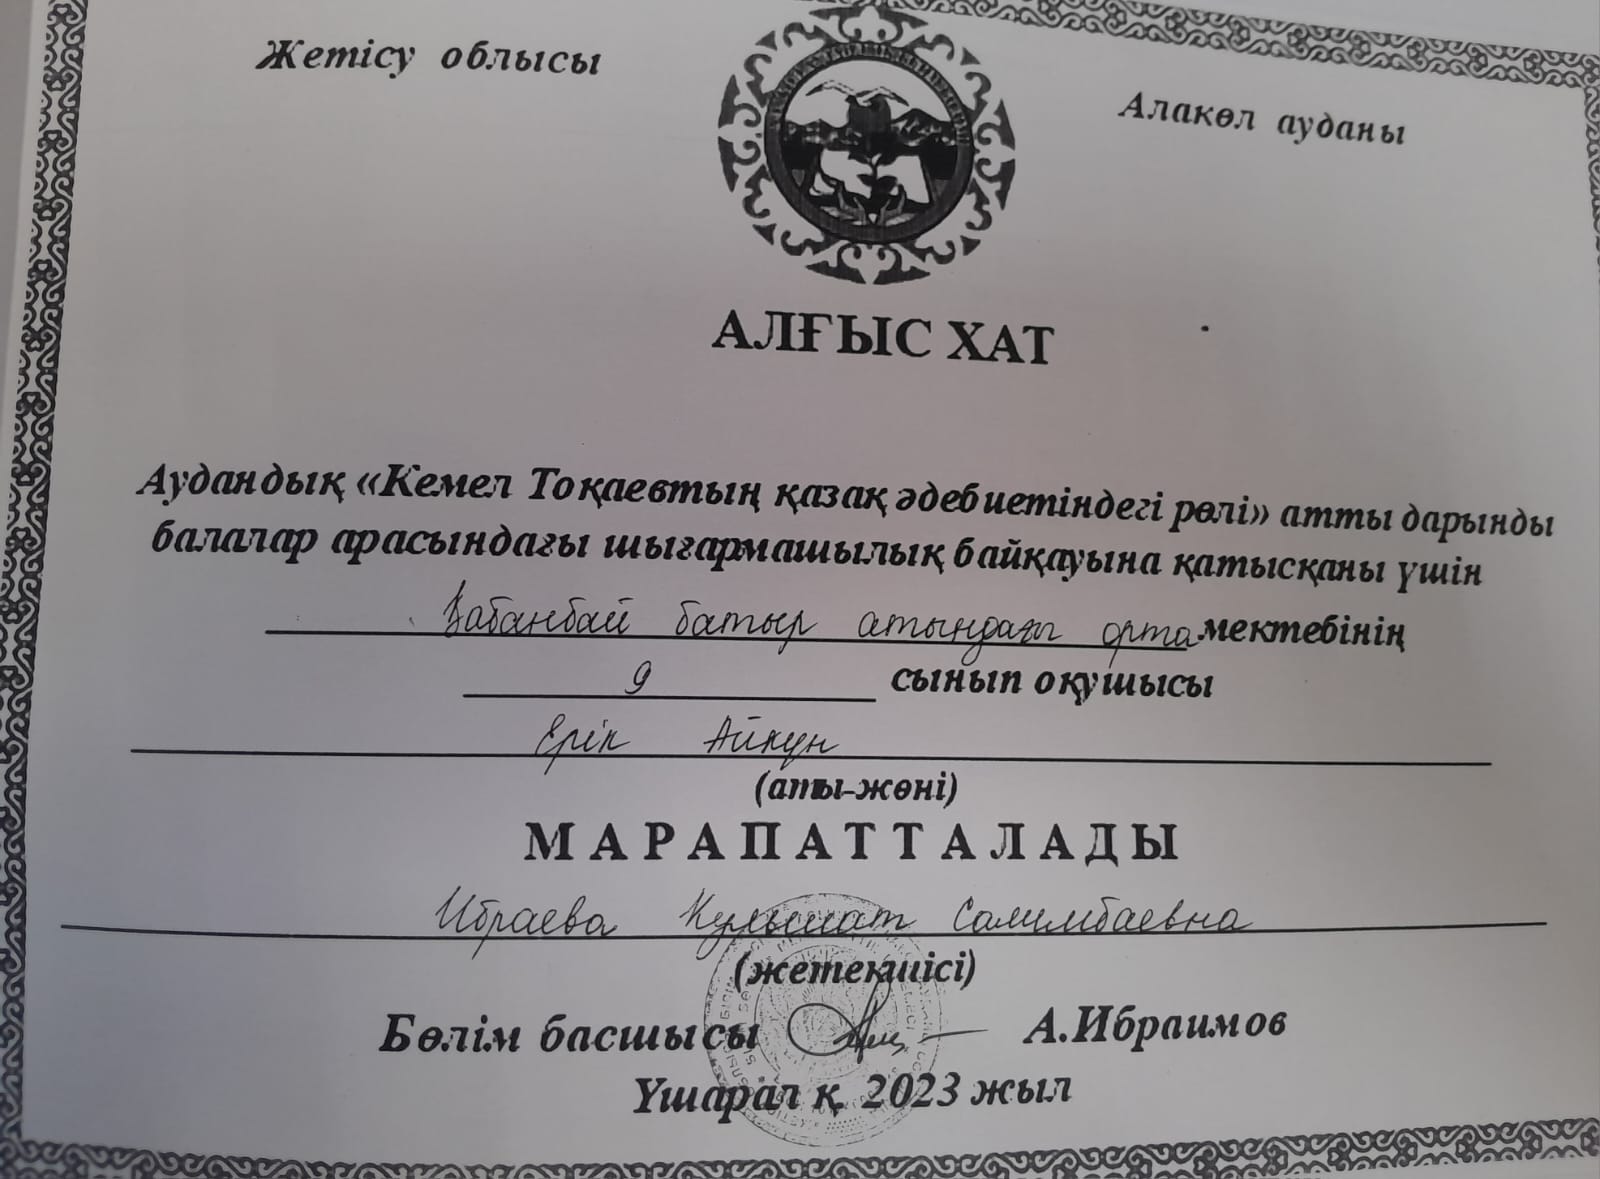 Жетісу облысы
Алакөл ауданы
АЛҒЫС ХАТ
Аудандық «Кемел Тоқаевтың қазақ әдебиетіндегі рөлі» атты дарынды
балалар арасындағы шығармашылық байқауына қатысқаны үшін
Қабанбай батыр атындағы орта мектебінің
9 сынып оқушысы
Ерік Айкүн
(аты-жөні)
МАРАПАТТАЛАДЫ
Ибраева Кулышат Салимбаевна
(жетекшісі)
Бөлім басшысы А.Ибраимов
Үшарал қ. 2023 жыл